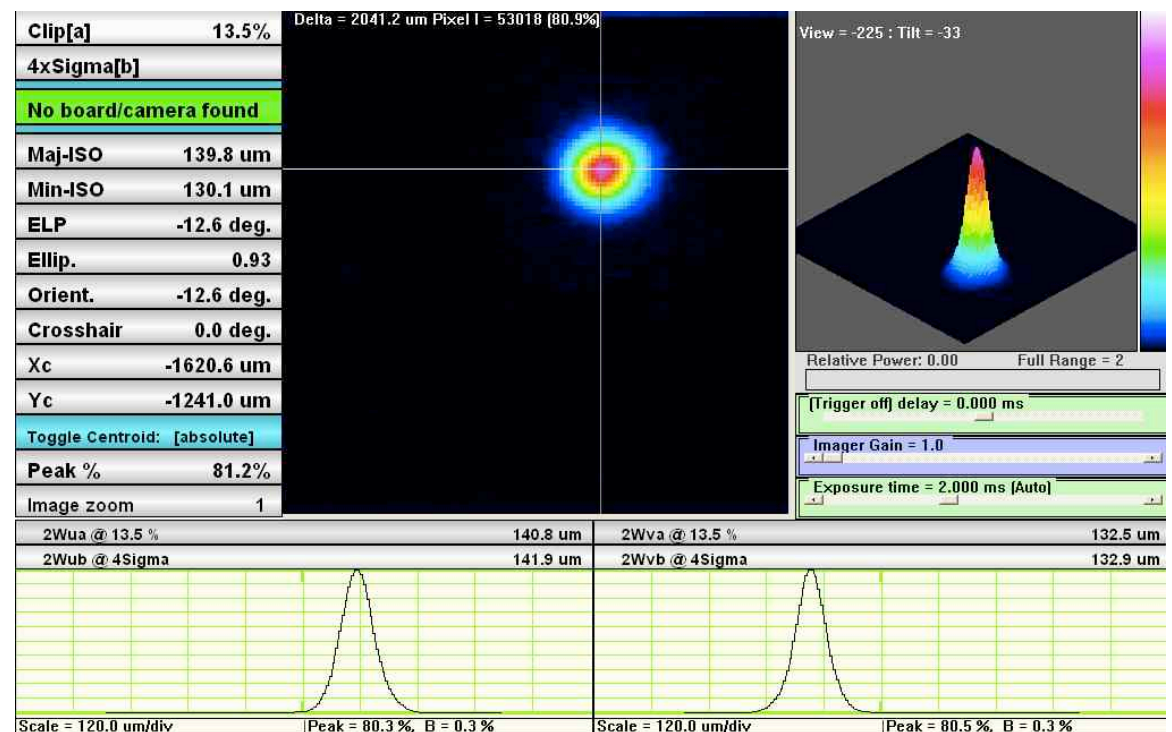 Clip[a] 13.5%
4xSigma[b]
No board/camera found
Maj-ISO 139.8 um
Min-ISO 130.1 um
ELP -12.6 deg.
Ellip. 0.93
Orient. -12.6 deg.
Crosshair 0.0 deg.
Xc -1620.6 um
Yc -1241.0 um
Toggle Centroid: [absolute]
Peak % 81.2%
Image zoom 1
Delta = 2041.2 um Pixel I = 53018 (80.9%)
View = -225 : Tilt = -33
Relative Power: 0.00 Full Range = 2
(Trigger off) delay = 0.000 ms
Imager Gain = 1.0
Exposure time = 2.000 ms (Auto)
2Wua @ 13.5 % 140.8 um
2Wub @ 4Sigma 141.9 um
Scale = 120.0 um/div Peak = 80.3 %, B = 0.3 %
2Wva @ 13.5 % 132.5 um
2Wvb @ 4Sigma 132.9 um
Scale = 120.0 um/div Peak = 80.5 %, B = 0.3 %